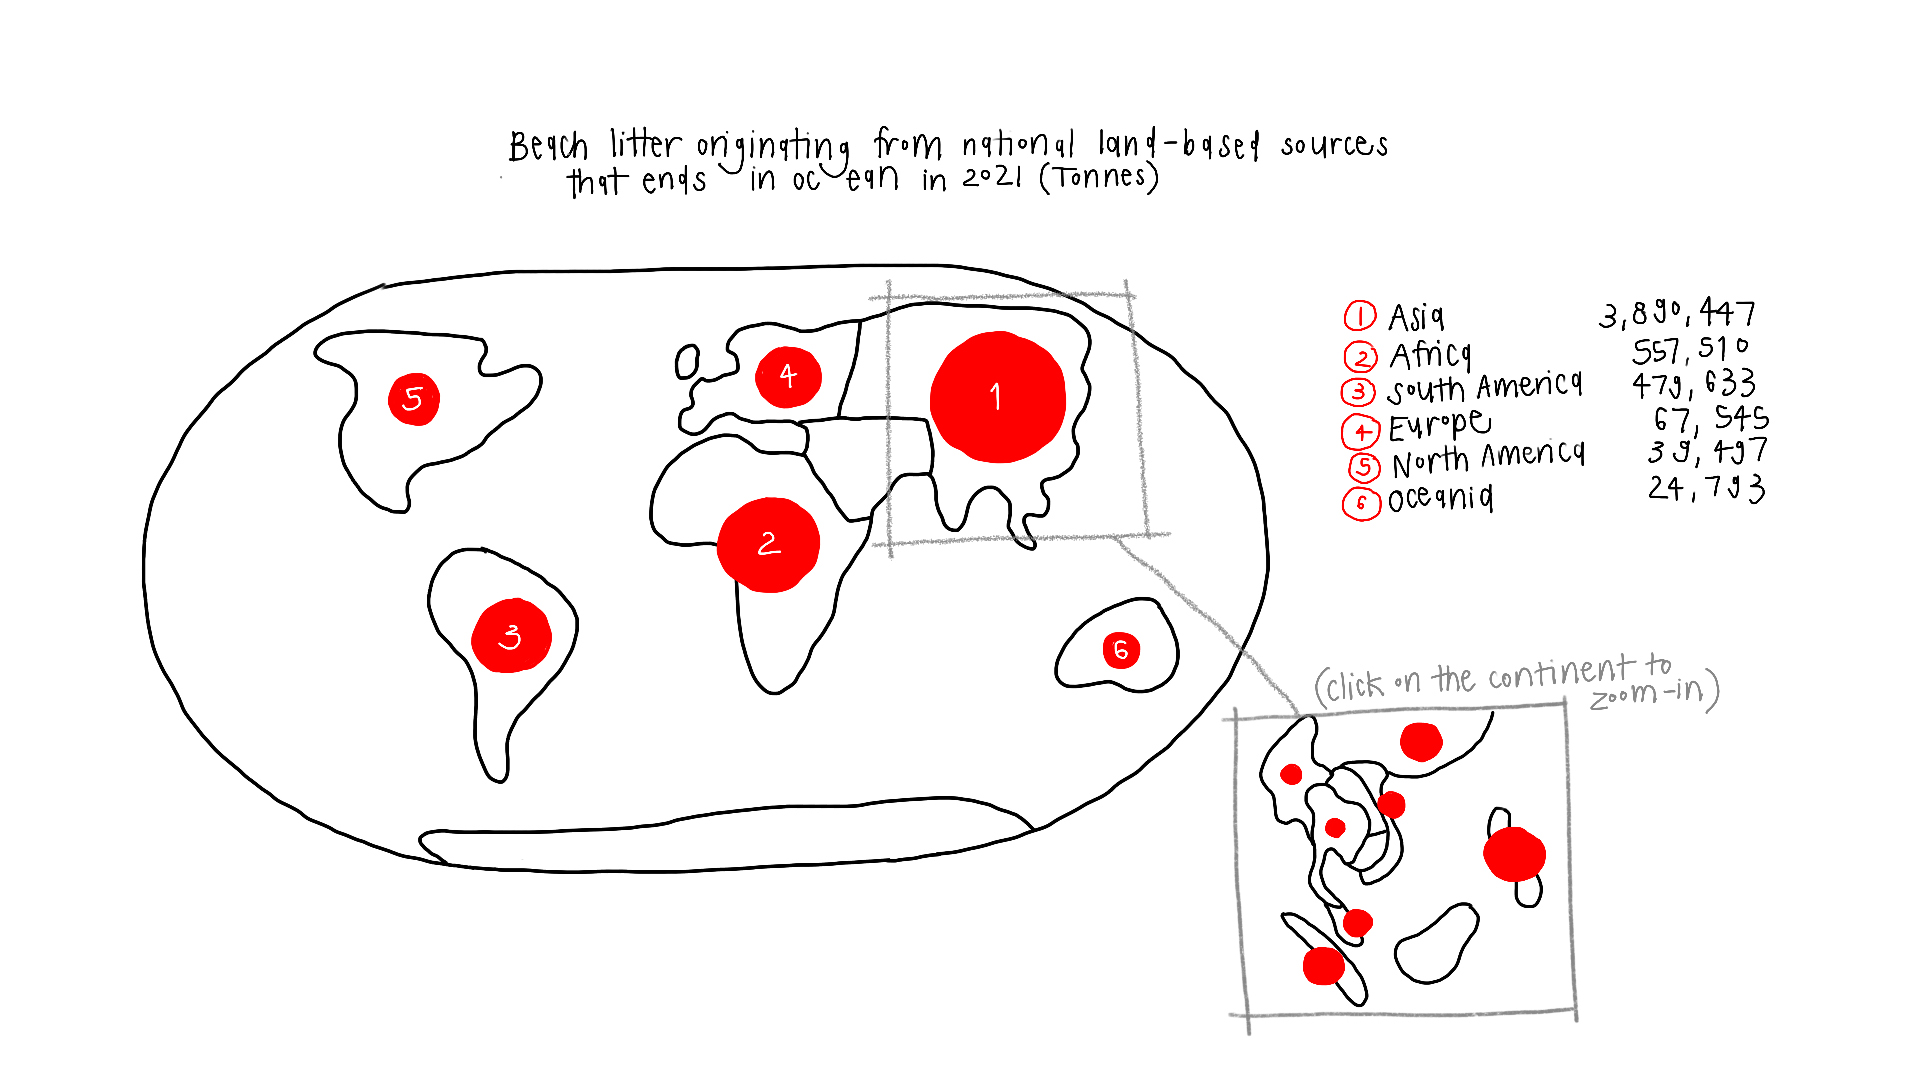 Beach litter originating from national land-based sources
that ends in ocean in 2021 (Tonnes)
1 Asia 3,890,447
2 Africa 557,510
3 south America 479,633
4 Europe 67,545
5 North America 39,497
6 oceania 24,793
5
4
1
2
3
6
(click on the continent to
zoom-in)